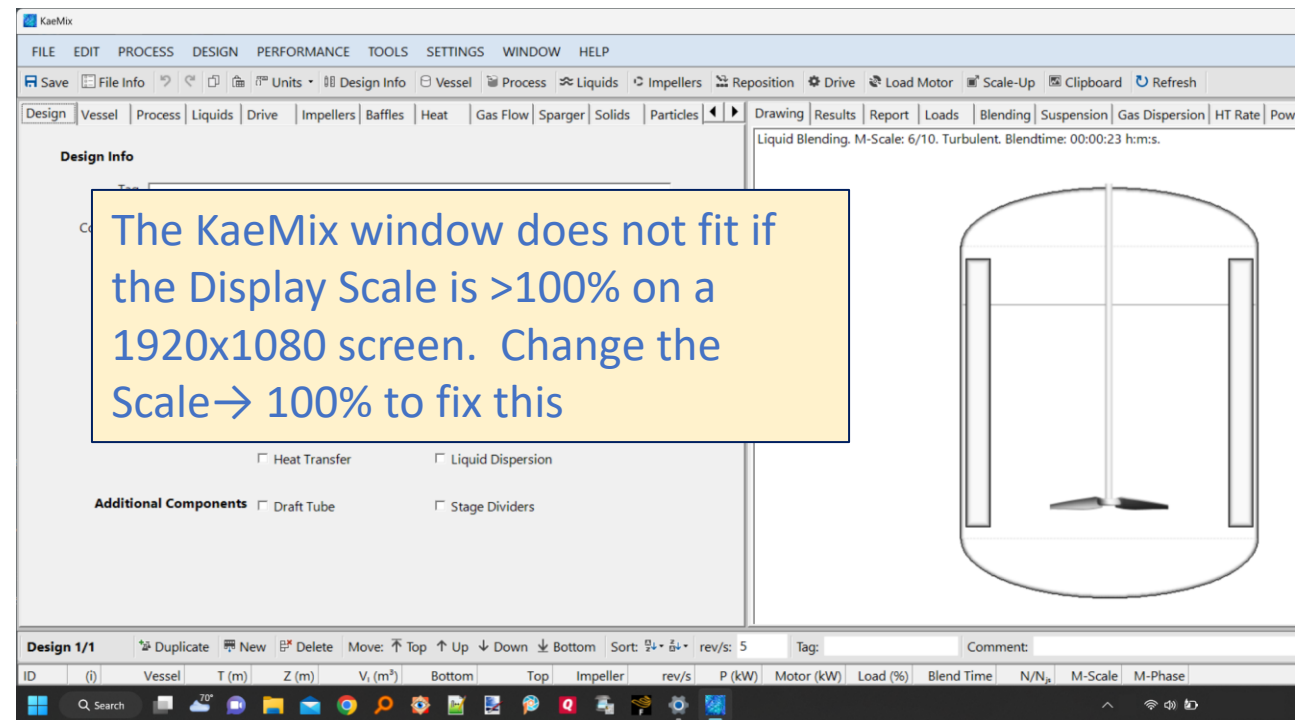 KaeMix
FILE EDIT PROCESS DESIGN PERFORMANCE TOOLS SETTINGS WINDOW HELP
Save File Info Units Design Info Vessel Process Liquids Impellers Reposition Drive Load Motor Scale-Up Clipboard Refresh
Design Vessel Process Liquids Drive Impellers Baffles Heat Gas Flow Sparger Solids Particles Drawing Results Report Loads Blending Suspension Gas Dispersion HT Rate Pow
Liquid Blending. M-Scale: 6/10. Turbulent. Blendtime: 00:00:23 h:m:s.
Design Info
The KaeMix window does not fit if
the Display Scale is >100% on a
1920x1080 screen. Change the
Scale→ 100% to fix this
Heat Transfer Liquid Dispersion
Additional Components Draft Tube Stage Dividers
Design 1/1 Duplicate New Delete Move: Top Up Down Bottom Sort: rev/s: 5 Tag: Comment:
ID (i) Vessel T (m) Z (m) Vₗ (m³) Bottom Top Impeller rev/s P (kW) Motor (kW) Load (%) Blend Time N/Njs M-Scale M-Phase
Search 70°